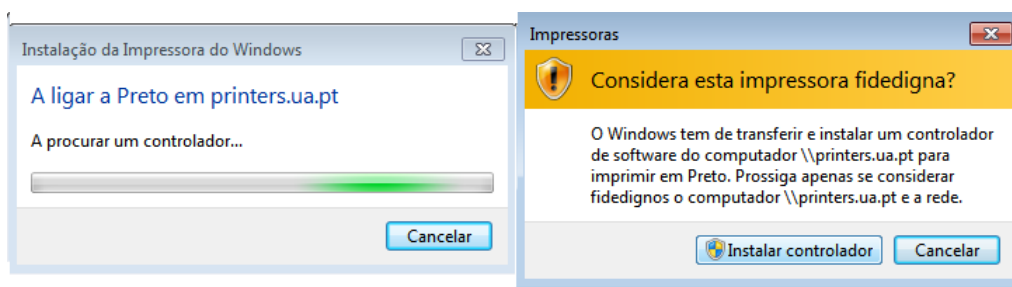 Instalação da Impressora do Windows
A ligar a Preto em printers.ua.pt
A procurar um controlador...
Cancelar
Impressoras
Considera esta impressora fidedigna?
O Windows tem de transferir e instalar um controlador
de software do computador \\printers.ua.pt para
imprimir em Preto. Prossiga apenas se considerar
fidedignos o computador \\printers.ua.pt e a rede.
Instalar controlador
Cancelar